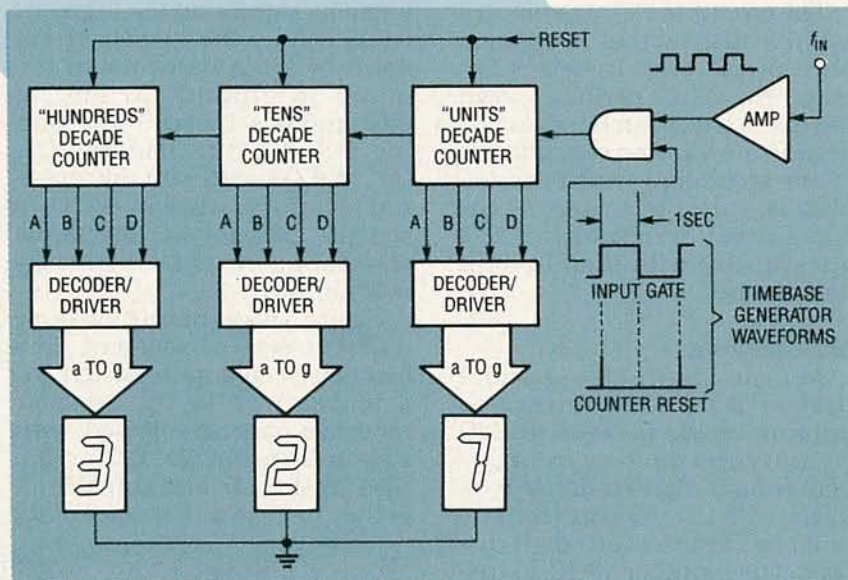 RESET
f_IN
AMP
"HUNDREDS"
DECADE
COUNTER
"TENS"
DECADE
COUNTER
"UNITS"
DECADE
COUNTER
A B C D
A B C D
A B C D
1SEC
DECODER/
DRIVER
DECODER/
DRIVER
DECODER/
DRIVER
INPUT GATE
TIMEBASE
GENERATOR
WAVEFORMS
COUNTER RESET
a TO g
a TO g
a TO g
3
2
7